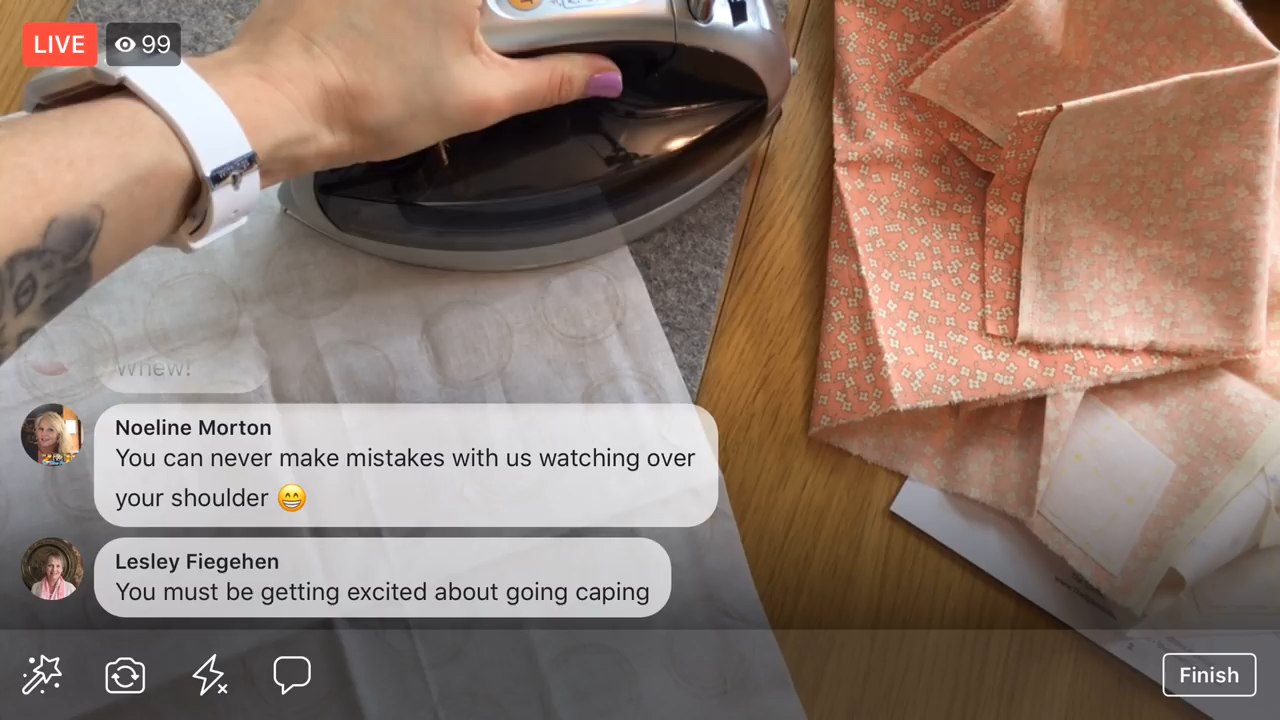 LIVE 99
Whew!
Noeline Morton
You can never make mistakes with us watching over
your shoulder 😁
Lesley Fiegehen
You must be getting excited about going caping
Finish